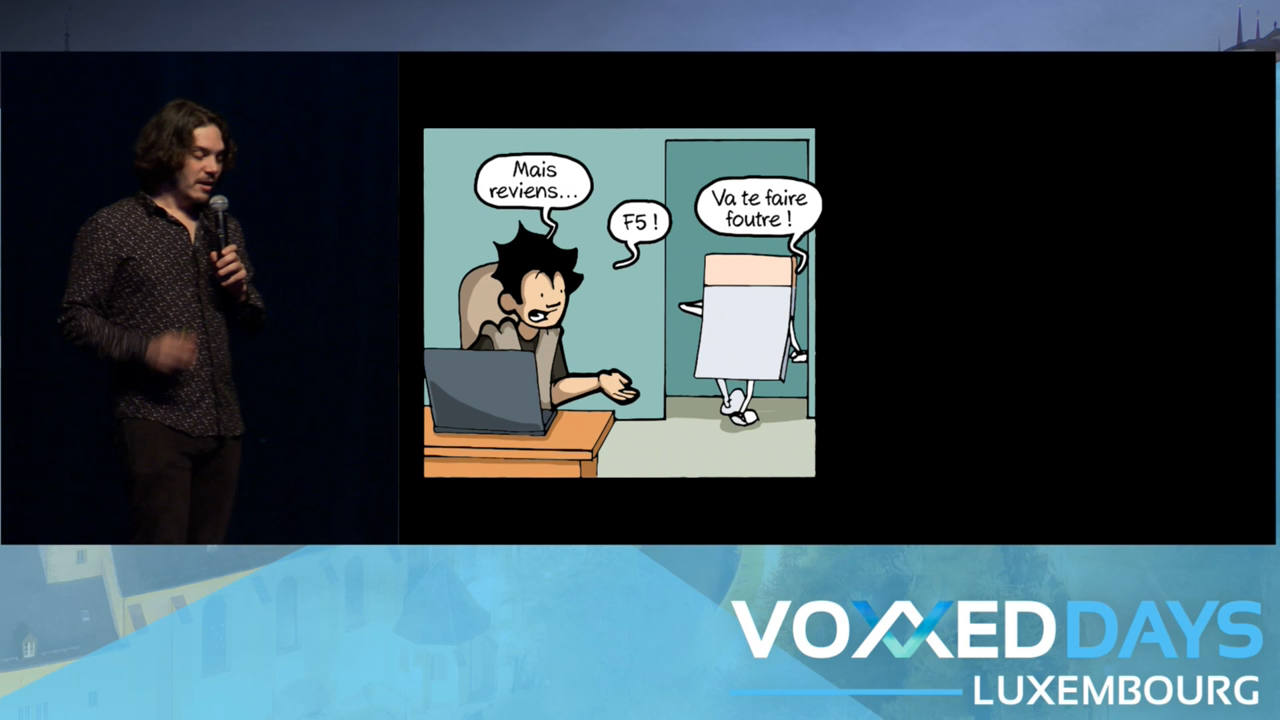 Mais
reviens...
F5 !
Va te faire
foutre !
VOXXED DAYS
LUXEMBOURG